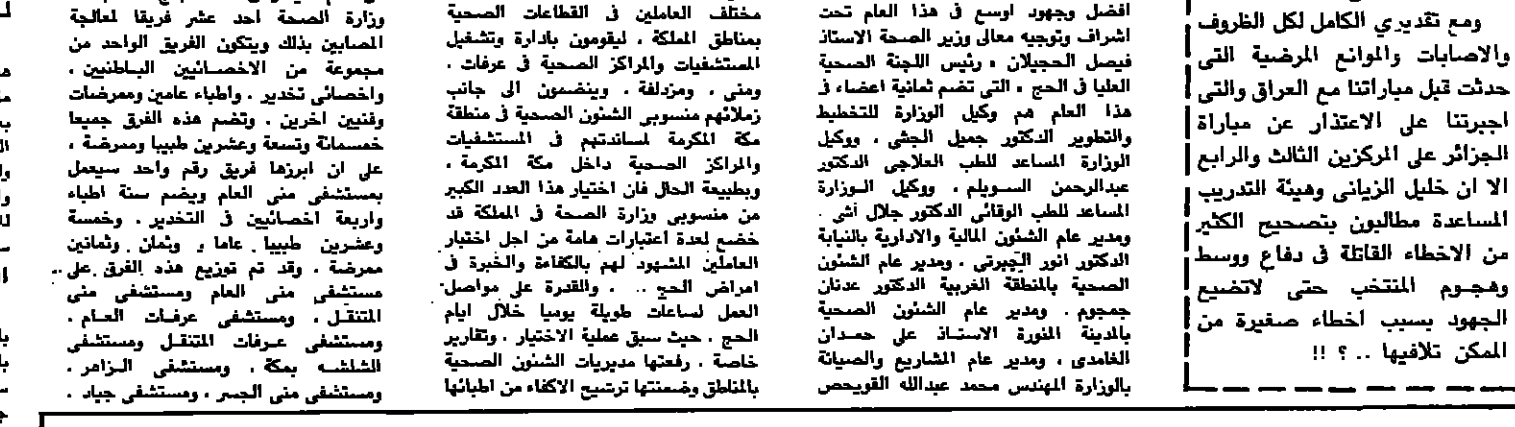 ومع تقديري الكامل لكل الظروف
والاصابات والموانع المرضية التى
حدثت قبل مباراتنا مع العراق والتى
اجبرتنا على الاعتذار عن مباراة
الجزائر على المركزين الثالث والرابع
الا ان خليل الزيانى وهيئة التدريب
المساعدة مطالبون بتصحيح الكثير
من الاخطاء القاتلة فى دفاع ووسط
وهجوم المنتخب حتى لاتضيع
الجهود بسبب اخطاء صغيرة من
الممكن تلافيها .. ؟ !!
افضل وجهود اوسع فى هذا العام تحت
اشراف وتوجيه معالى وزير الصحة الاستاذ
فيصل الحجيلان « رئيس اللجنة الصحية
العليا فى الحج » التى تضم ثمانية اعضاء فى
هذا العام هم وكيل الوزارة للتخطيط
والتطوير الدكتور جميل الجشى ، ووكيل
الوزارة المساعد للطب العلاجى الدكتور
عبدالرحمن السويلم ، ووكيل الوزارة
المساعد للطب الوقائى الدكتور جلال آشى .
ومدير عام الشئون المالية والادارية بالنيابة
الدكتور انور الجبرتى ، ومدير عام الشئون
الصحية بالمنطقة الغربية الدكتور عدنان
جمجوم . ومدير عام الشئون الصحية
بالمدينة المنورة الاستاذ على حمدان
الغامدى ، ومدير عام المشاريع والصيانة
بالوزارة المهندس محمد عبدالله القويحص
مختلف العاملين فى القطاعات الصحية
بمناطق المملكة ، ليقومون بادارة وتشغيل
المستشفيات والمراكز الصحية فى عرفات ،
ومنى ، ومزدلفة ، وينضمون الى جانب
زملائهم منسوبى الشئون الصحية فى منطقة
مكة المكرمة لمساندتهم فى المستشفيات
والمراكز الصحية داخل مكة المكرمة ،
وبطبيعة الحال فان اختيار هذا العدد الكبير
من منسوبى وزارة الصحة فى المملكة قد
خضع لعدة اعتبارات هامة من اجل اختيار
العاملين المشهود لهم بالكفاءة والخبرة فى
امراض الحج .. ، والقدرة على مواصل
العمل لساعات طويلة يوميا خلال ايام
الحج ، حيث سبق عملية الاختيار ، وتقارير
خاصة ، رفعتها مديريات الشئون الصحية
بالمناطق وضمنتها ترشيح الاكفاء من اطبائها
وزارة الصحة احد عشر فريقا لمعالجة
المصابين بذلك ويتكون الفريق الواحد من
مجموعة من الاخصائيين الباطنيين ،
واخصائى تخدير . واطباء عامين وممرضات
وفنيين اخرين . وتضم هذه الفرق جميعا
خمسمائة وتسعة وعشرين طبيبا وممرضة ،
على ان ابرزها فريق رقم واحد سيعمل
بمستشفى منى العام ويضم ستة اطباء
واربعة اخصائيين فى التخدير . وخمسة
وعشرين طبيبا عاما و وثمان وثمانين
ممرضة . وقد تم توزيع هذه الفرق على ..
مستشفى منى العام ومستشفى منى
المتنقل ، ومستشفى عرفات العام ،
ومستشفى عرفات المتنقل ومستشفى
الششه بمكة ، ومستشفى الزاهر .
ومستشفى منى الجسر ، ومستشفى جياد .